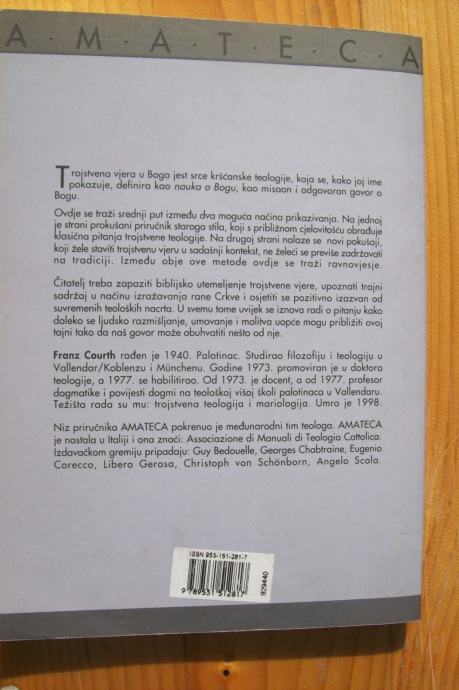 A · M · A · T · E · C · A
Trojstvena vjera u Boga jest srce kršćanske teologije, koja se, kako joj ime
pokazuje, definira kao nauka o Bogu, kao misaon i odgovoran govor o
Bogu.
Ovdje se traži srednji put između dva moguća načina prikazivanja. Na jednoj
je strani prokušani priručnik staroga stila, koji s približnom cjelovitošću obrađuje
klasična pitanja trojstvene teologije. Na drugoj strani nalaze se novi pokušaji,
koji žele staviti trojstvenu vjeru u sadašnji kontekst, ne želeći se previše zadržavati
na tradiciji. Između obje ove metode ovdje se traži ravnovjesje.
Čitatelj treba zapaziti biblijsko utemeljenje trojstvene vjere, upoznati trajni
sadržaj u načinu izražavanja rane Crkve i osjetiti se pozitivno izazvan od
suvremenih teoloških nacrta. U svemu tome uvijek se iznova radi o pitanju kako
daleko se ljudsko razmišljanje, umovanje i molitva uopće mogu približiti ovoj
tajni tako da naš govor može obuhvatiti nešto od nje.
Franz Courth rođen je 1940. Palotinac. Studirao filozofiju i teologiju u
Vallendar/Koblenzu i Münchenu. Godine 1973. promoviran je u doktora
teologije, a 1977. se habilitirao. Od 1973. je docent, a od 1977. profesor
dogmatike i povijesti dogmi na teološkoj višoj školi palotinaca u Vallendaru.
Težišta rada su mu: trojstvena teologija i mariologija. Umro je 1998.
Niz priručnika AMATECA pokrenuo je međunarodni tim teologa. AMATECA
je nastala u Italiji i ona znači: Associazione di Manuali di Teologia Cattolica.
Izdavačkom gremiju pripadaju: Guy Bedouelle, Georges Chabtraine, Eugenio
Corecco, Libero Gerosa, Christoph von Schönborn, Angelo Scola.
ISBN 953-151-281-7
9 789531 512817
929440